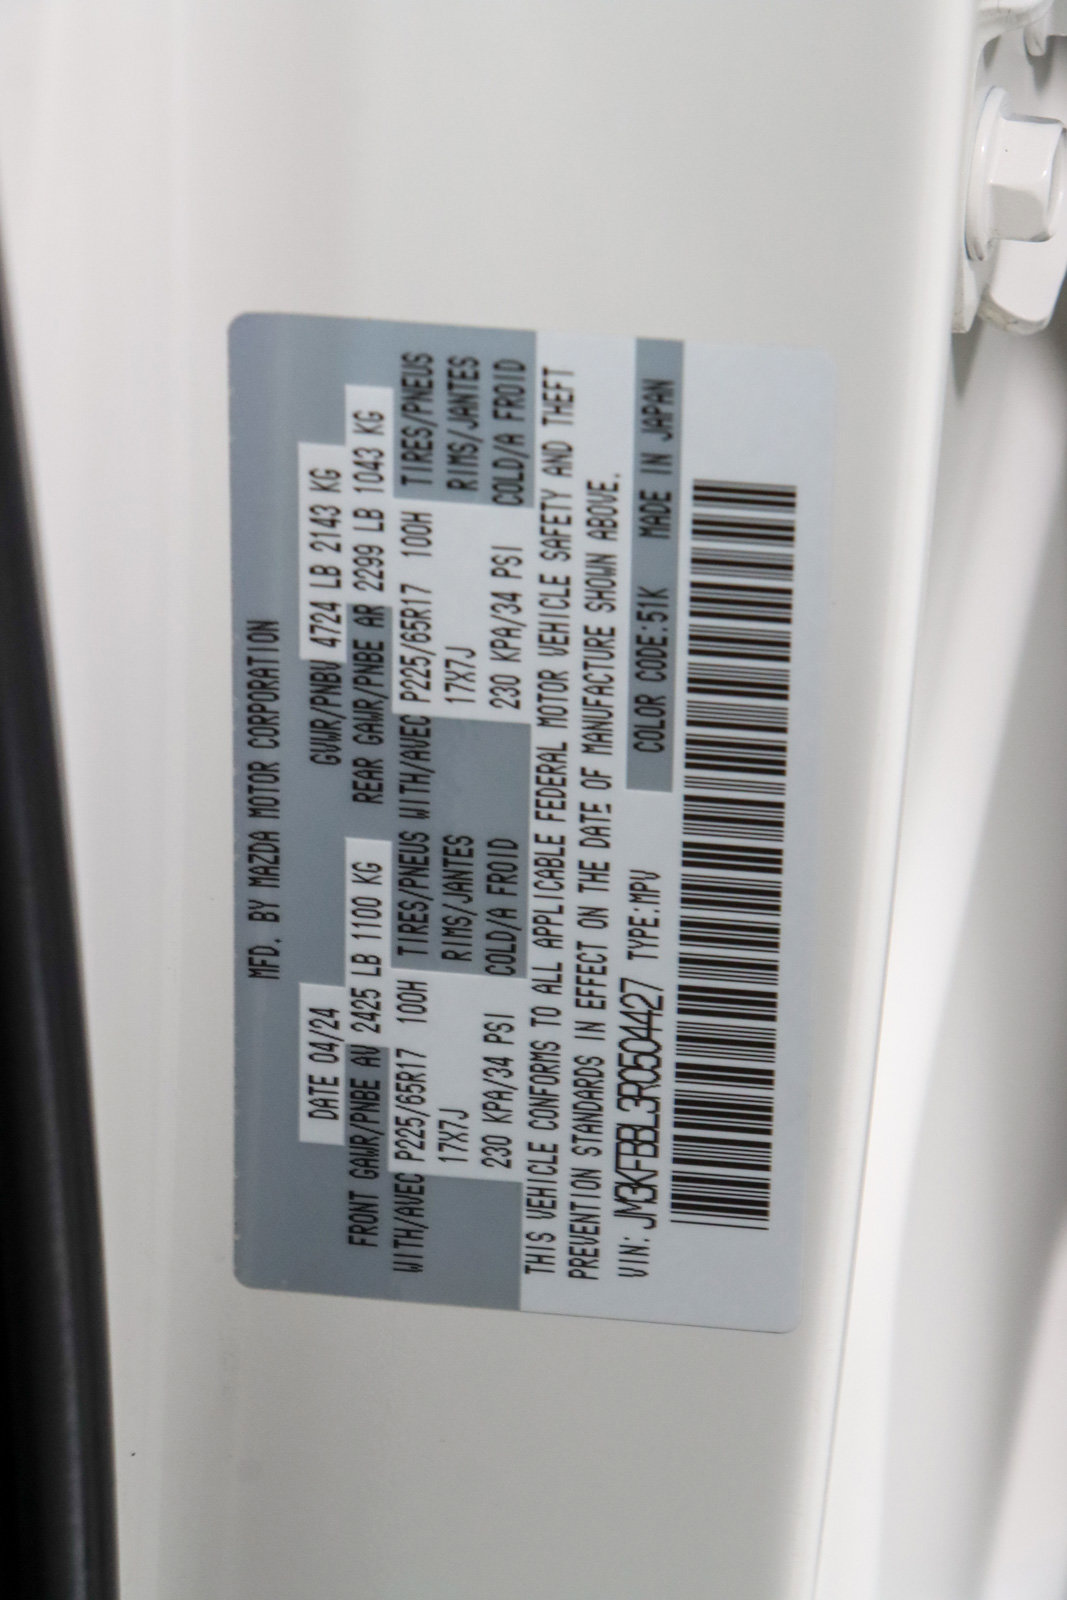 MFD. BY MAZDA MOTOR CORPORATION
DATE 04/24 GVWR/PNBV 4724 LB 2143 KG
FRONT GAWR/PNBE AV 2425 LB 1100 KG REAR GAWR/PNBE AR 2299 LB 1043 KG
WITH/AVEC P225/65R17 100H TIRES/PNEUS WITH/AVEC P225/65R17 100H TIRES/PNEUS
17X7J RIMS/JANTES 17X7J RIMS/JANTES
230 KPA/34 PSI COLD/A FROID 230 KPA/34 PSI COLD/A FROID
THIS VEHICLE CONFORMS TO ALL APPLICABLE FEDERAL MOTOR VEHICLE SAFETY AND THEFT
PREVENTION STANDARDS IN EFFECT ON THE DATE OF MANUFACTURE SHOWN ABOVE.
VIN: JM3KFBBL3R0504427 TYPE:MPV COLOR CODE:51K MADE IN JAPAN